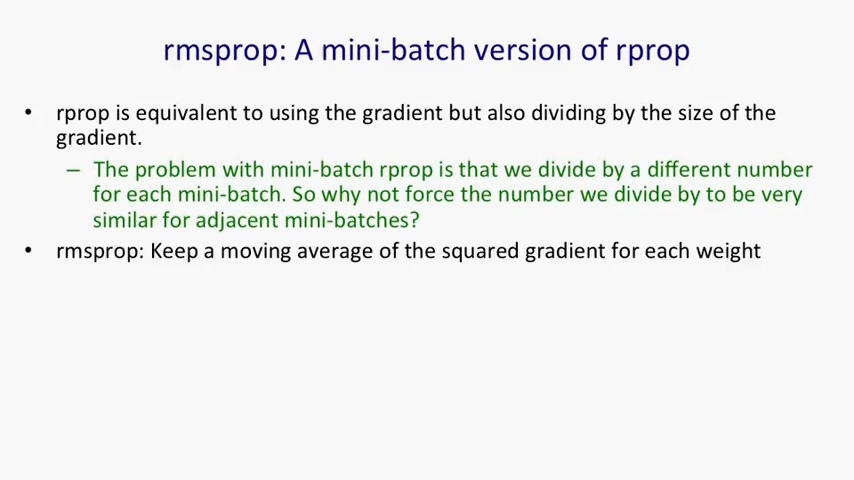 rmsprop: A mini-batch version of rprop
• rprop is equivalent to using the gradient but also dividing by the size of the
gradient.
– The problem with mini-batch rprop is that we divide by a different number
for each mini-batch. So why not force the number we divide by to be very
similar for adjacent mini-batches?
• rmsprop: Keep a moving average of the squared gradient for each weight